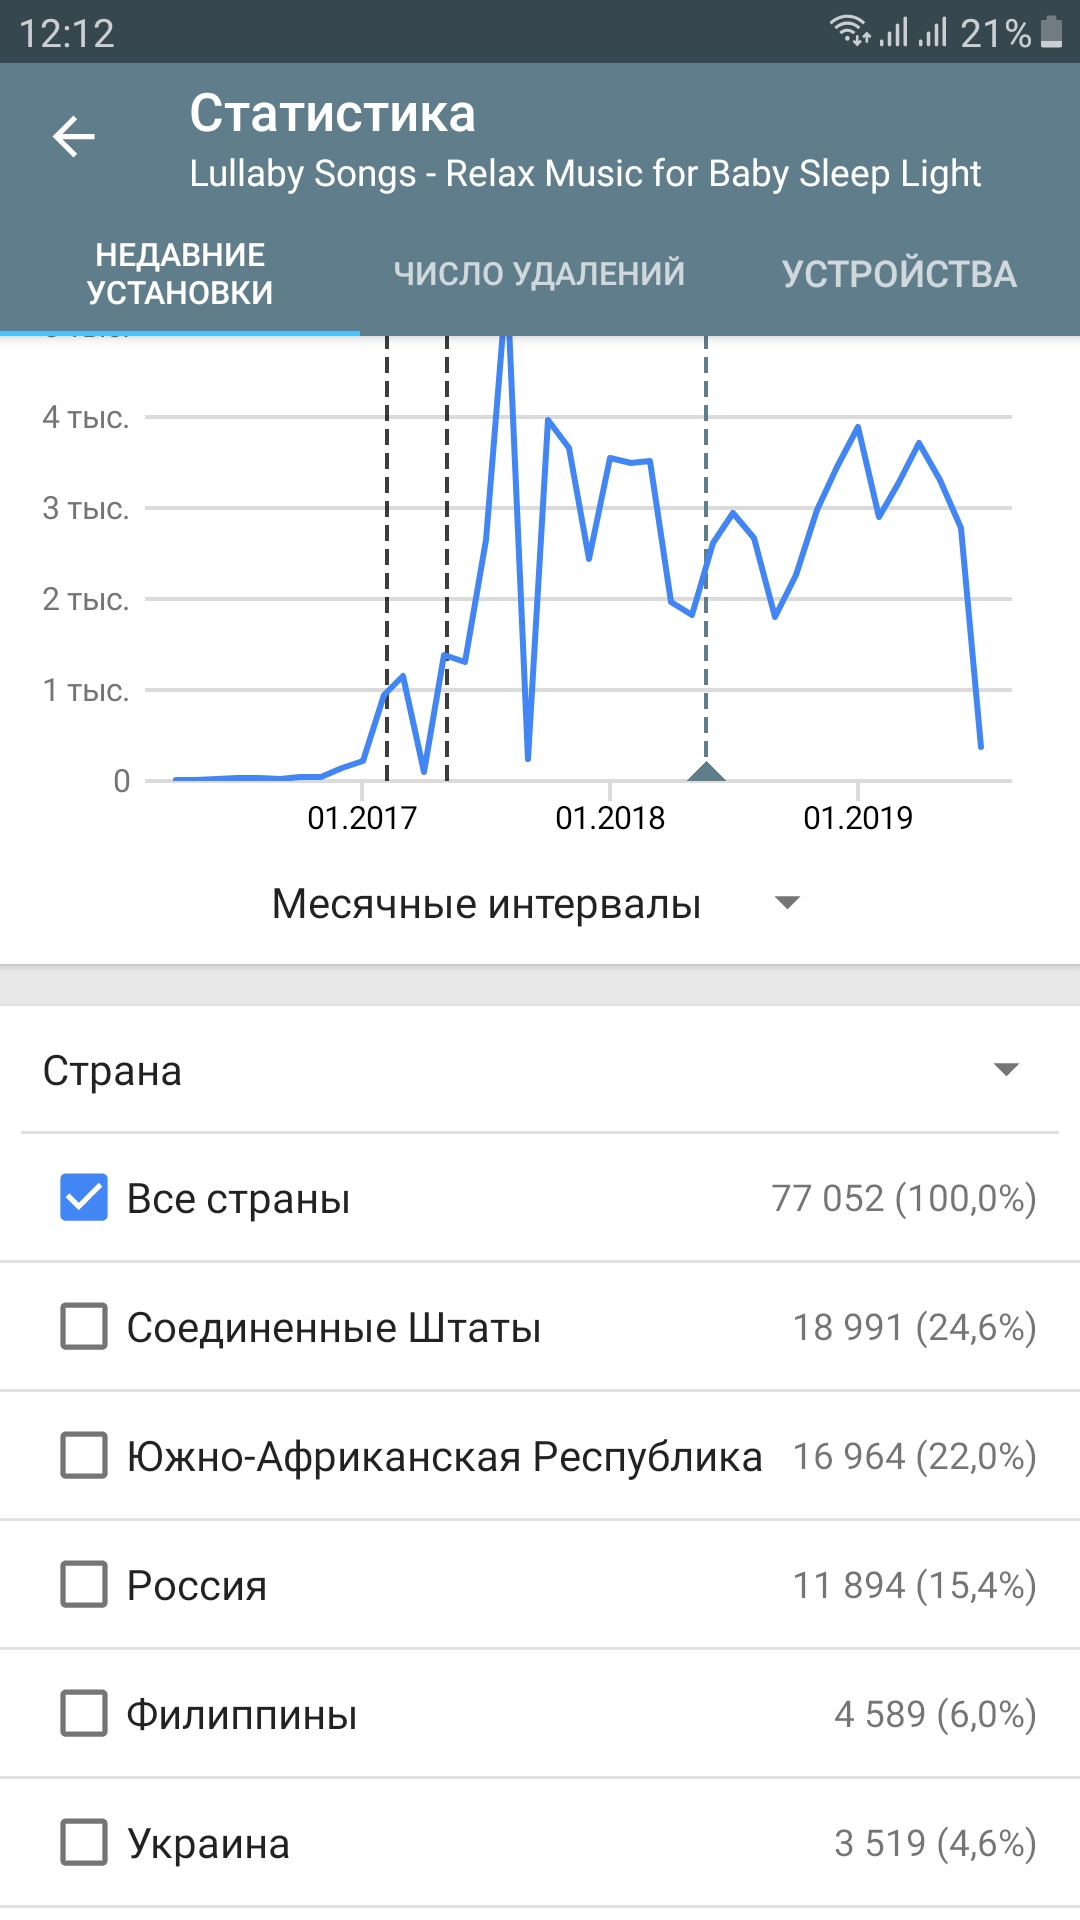 12:12
21%
Статистика
Lullaby Songs - Relax Music for Baby Sleep Light
НЕДАВНИЕ
УСТАНОВКИ
ЧИСЛО УДАЛЕНИЙ
УСТРОЙСТВА
4 тыс.
3 тыс.
2 тыс.
1 тыс.
0
01.2017
01.2018
01.2019
Месячные интервалы
Страна
Все страны 77 052 (100,0%)
Соединенные Штаты 18 991 (24,6%)
Южно-Африканская Республика 16 964 (22,0%)
Россия 11 894 (15,4%)
Филиппины 4 589 (6,0%)
Украина 3 519 (4,6%)